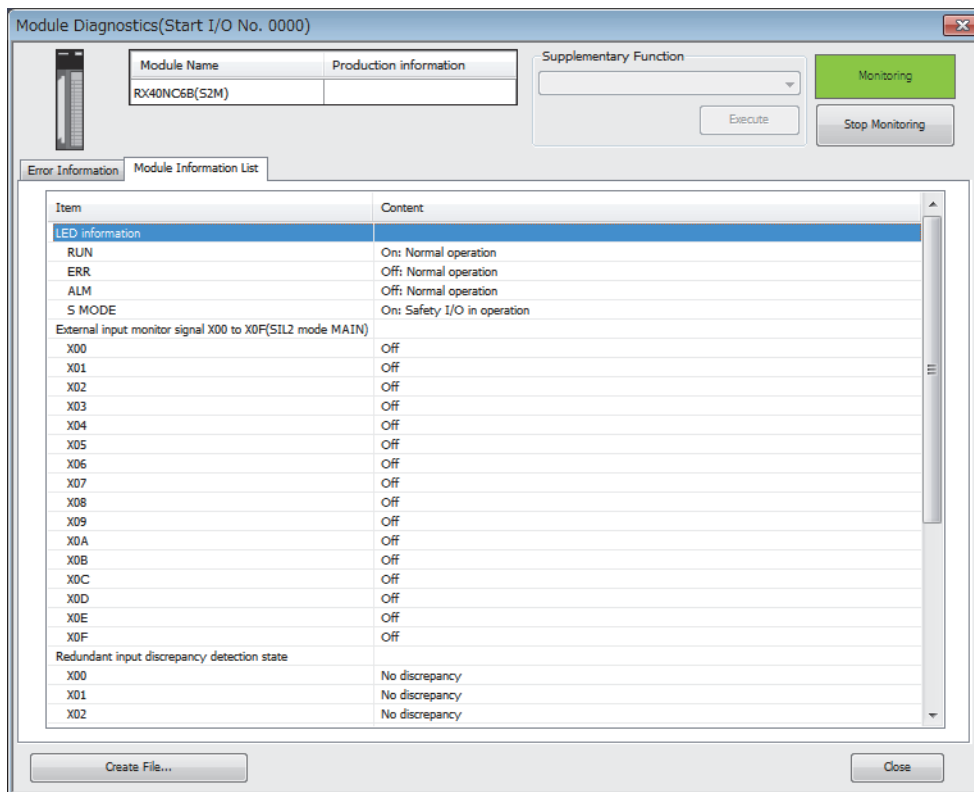 Module Diagnostics(Start I/O No. 0000)
Module Name Production information
RX40NC6B(S2M)
Supplementary Function
Execute
Monitoring
Stop Monitoring
Error Information Module Information List
Item Content
LED information
RUN On: Normal operation
ERR Off: Normal operation
ALM Off: Normal operation
S MODE On: Safety I/O in operation
External input monitor signal X00 to X0F(SIL2 mode MAIN)
X00 Off
X01 Off
X02 Off
X03 Off
X04 Off
X05 Off
X06 Off
X07 Off
X08 Off
X09 Off
X0A Off
X0B Off
X0C Off
X0D Off
X0E Off
X0F Off
Redundant input discrepancy detection state
X00 No discrepancy
X01 No discrepancy
X02 No discrepancy
Create File... Close